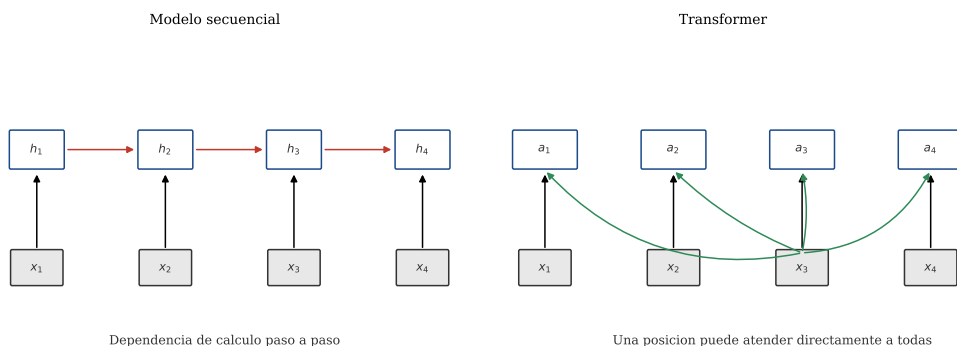 Modelo secuencial
Transformer
h1
h2
h3
h4
a1
a2
a3
a4
x1
x2
x3
x4
x1
x2
x3
x4
Dependencia de calculo paso a paso
Una posicion puede atender directamente a todas